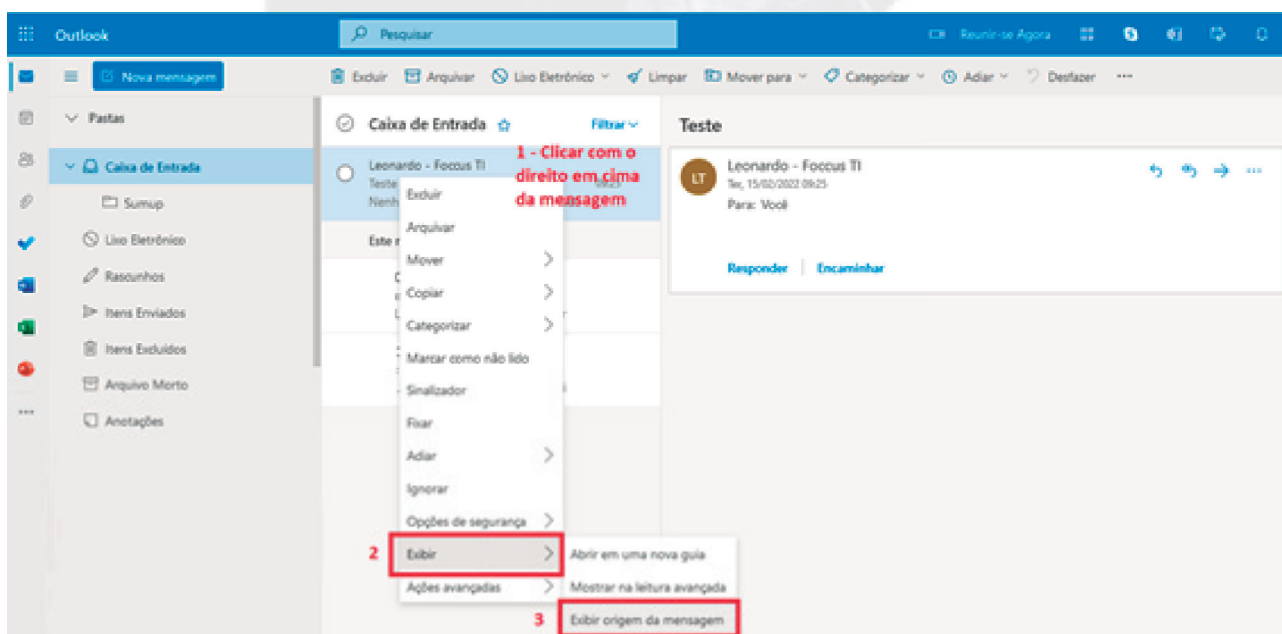 Outlook
Pesquisar
Reunir-se Agora
Nova mensagem
Excluir Arquivar Lixo Eletrônico Limpar Mover para Categorizar Adiar Desfazer
Pastas
Caixa de Entrada
Sumup
Lixo Eletrônico
Rascunhos
Itens Enviados
Itens Excluídos
Arquivo Morto
Anotações
Caixa de Entrada
Filtrar
Leonardo - Foccus TI
Teste
09:25
Nenh
Este
1 - Clicar com o
direito em cima
da mensagem
Excluir
Arquivar
Mover
Copiar
Categorizar
Marcar como não lido
Sinalizador
Fixar
Adiar
Ignorar
Opções de segurança
2
Exibir
Ações avançadas
Abrir em uma nova guia
Mostrar na leitura avançada
3
Exibir origem da mensagem
Teste
LT
Leonardo - Foccus TI
Ter, 15/02/2022 09:25
Para: Você
Responder
Encaminhar